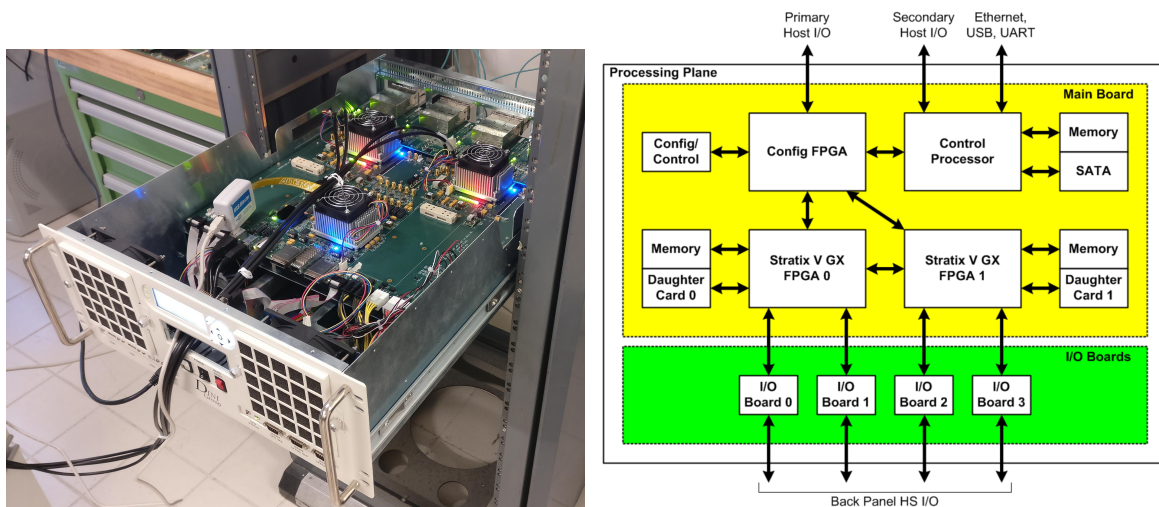 DINI
Primary
Host I/O
Secondary
Host I/O
Ethernet,
USB, UART
Processing Plane
Main Board
Config/
Control
Config FPGA
Control
Processor
Memory
SATA
Memory
Daughter
Card 0
Stratix V GX
FPGA 0
Stratix V GX
FPGA 1
Memory
Daughter
Card 1
I/O Boards
I/O
Board 0
I/O
Board 1
I/O
Board 2
I/O
Board 3
Back Panel HS I/O